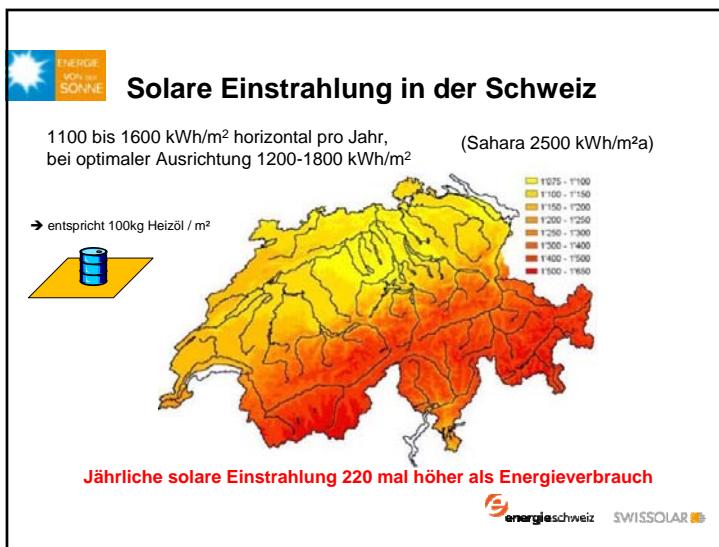 ENERGIE
VON DER
SONNE
Solare Einstrahlung in der Schweiz
1100 bis 1600 kWh/m² horizontal pro Jahr,
bei optimaler Ausrichtung 1200-1800 kWh/m²
(Sahara 2500 kWh/m²a)
➔ entspricht 100kg Heizöl / m²
1'075 - 1'100
1'100 - 1'150
1'150 - 1'200
1'200 - 1'250
1'250 - 1'300
1'300 - 1'400
1'400 - 1'500
1'500 - 1'650
Jährliche solare Einstrahlung 220 mal höher als Energieverbrauch
energieschweiz
SWISSOLAR